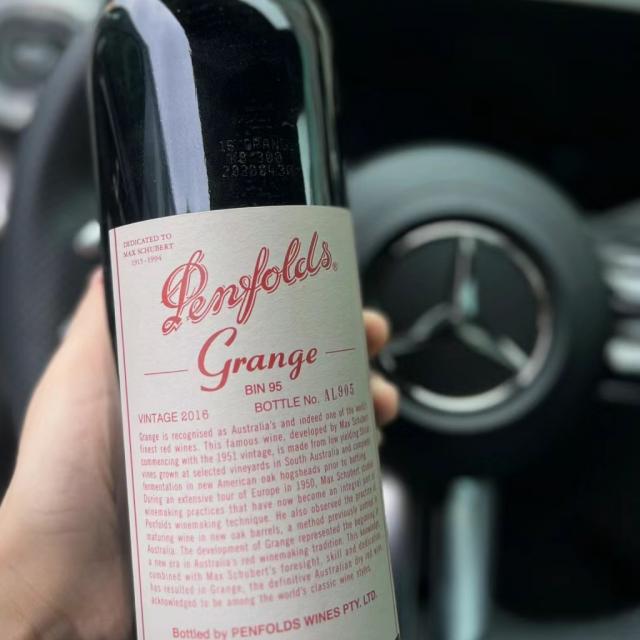 DEDICATED TO
MAX SCHUBERT
1915-1994
Penfolds®
Grange
BIN 95
BOTTLE No. AL905
VINTAGE 2016
Grange is recognised as Australia's and indeed one of the world's
finest red wines. This famous wine, developed by Max Schubert
commencing with the 1951 vintage, is made from low yielding Shiraz
vines grown at selected vineyards in South Australia and
fermentation in new American oak hogsheads prior to bottling.
During an extensive tour of Europe in 1950, Max Schubert studied
winemaking practices that have now become an integral part of
Penfolds winemaking technique. He also observed the practice of
maturing wine in new oak barrels, a method previously untried in
Australia. The development of Grange represented the beginning of
a new era in Australia's red winemaking tradition. This knowledge
combined with Max Schubert's foresight, skill and dedication
has resulted in Grange, the definitive Australian dry red wine,
acknowledged to be among the world's classic wine styles.
Bottled by PENFOLDS WINES PTY. LTD.